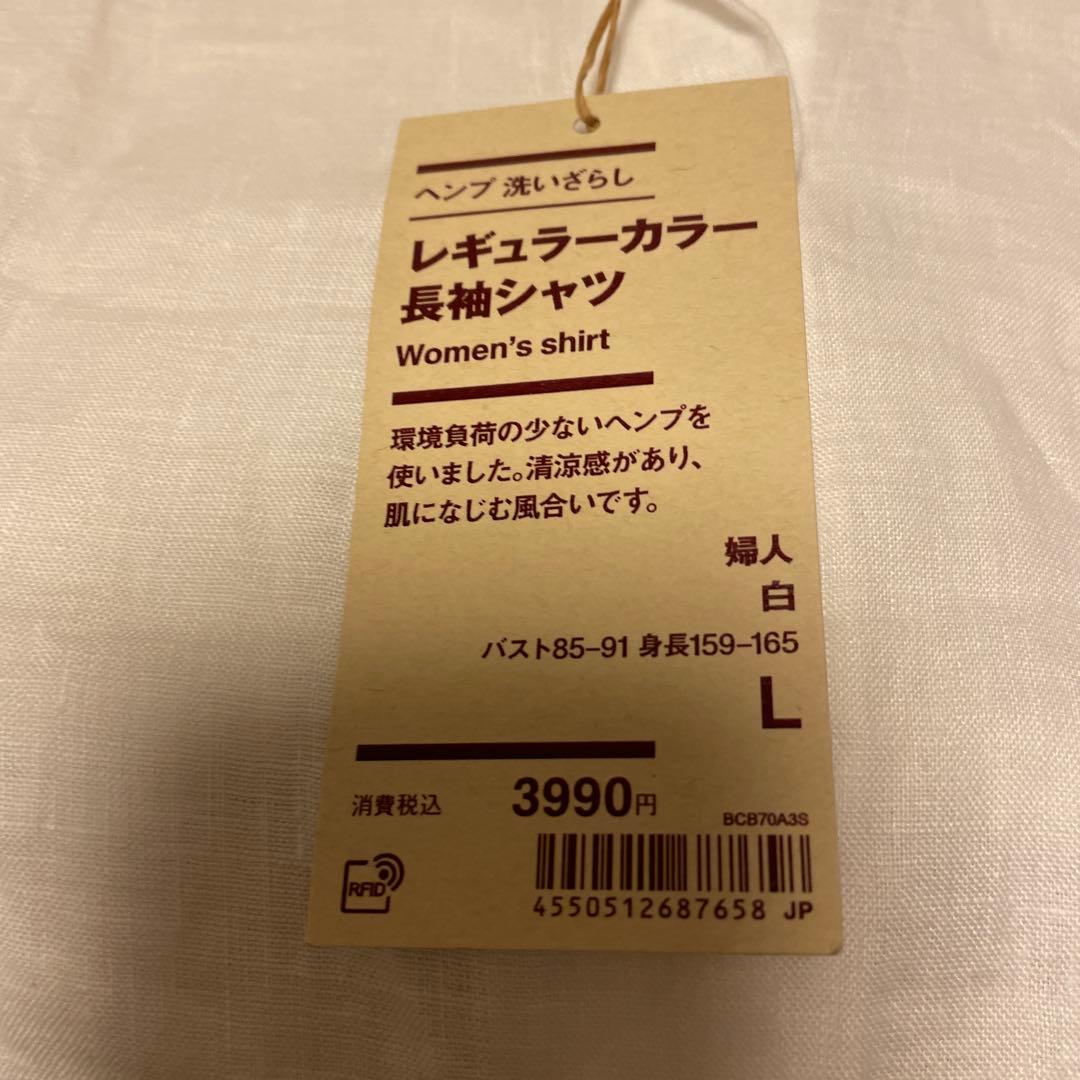 ヘンプ 洗いざらし
レギュラーカラー
長袖シャツ
Women's shirt
環境負荷の少ないヘンプを
使いました。清涼感があり、
肌になじむ風合いです。
婦人
白
バスト85–91 身長159–165
L
消費税込 3990円
BCB70A3S
RFID
4550512687658 JP